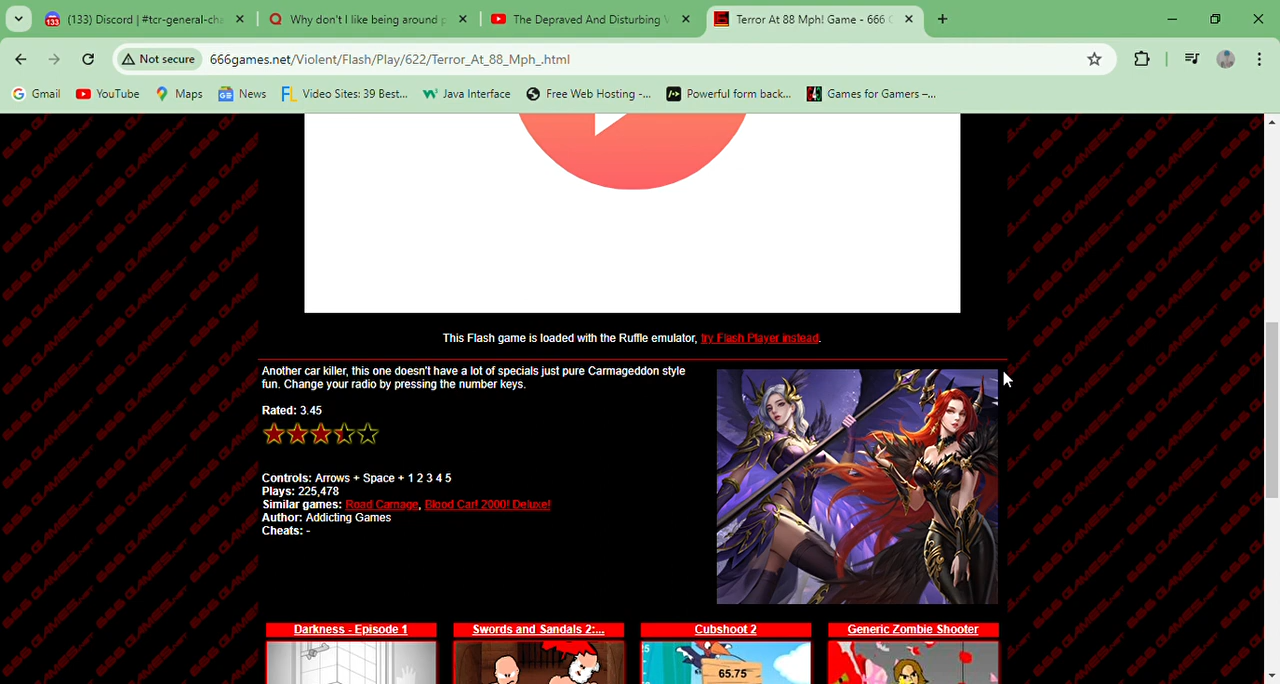 (133) Discord | #tcr-general-cha
Why don't I like being around p
The Depraved And Disturbing
Terror At 88 Mph! Game - 666 G
Not secure
666games.net/Violent/Flash/Play/622/Terror_At_88_Mph_.html
Gmail
YouTube
Maps
News
Video Sites: 39 Best...
Java Interface
Free Web Hosting -...
Powerful form back...
Games for Gamers –...
This Flash game is loaded with the Ruffle emulator, try Flash Player instead.
Another car killer, this one doesn't have a lot of specials just pure Carmageddon style
fun. Change your radio by pressing the number keys.
Rated: 3.45
Controls: Arrows + Space + 1 2 3 4 5
Plays: 225,478
Similar games: Road Carnage, Blood Car! 2000! Deluxe!
Author: Addicting Games
Cheats: -
Darkness - Episode 1
Swords and Sandals 2:...
Cubshoot 2
Generic Zombie Shooter
65.75